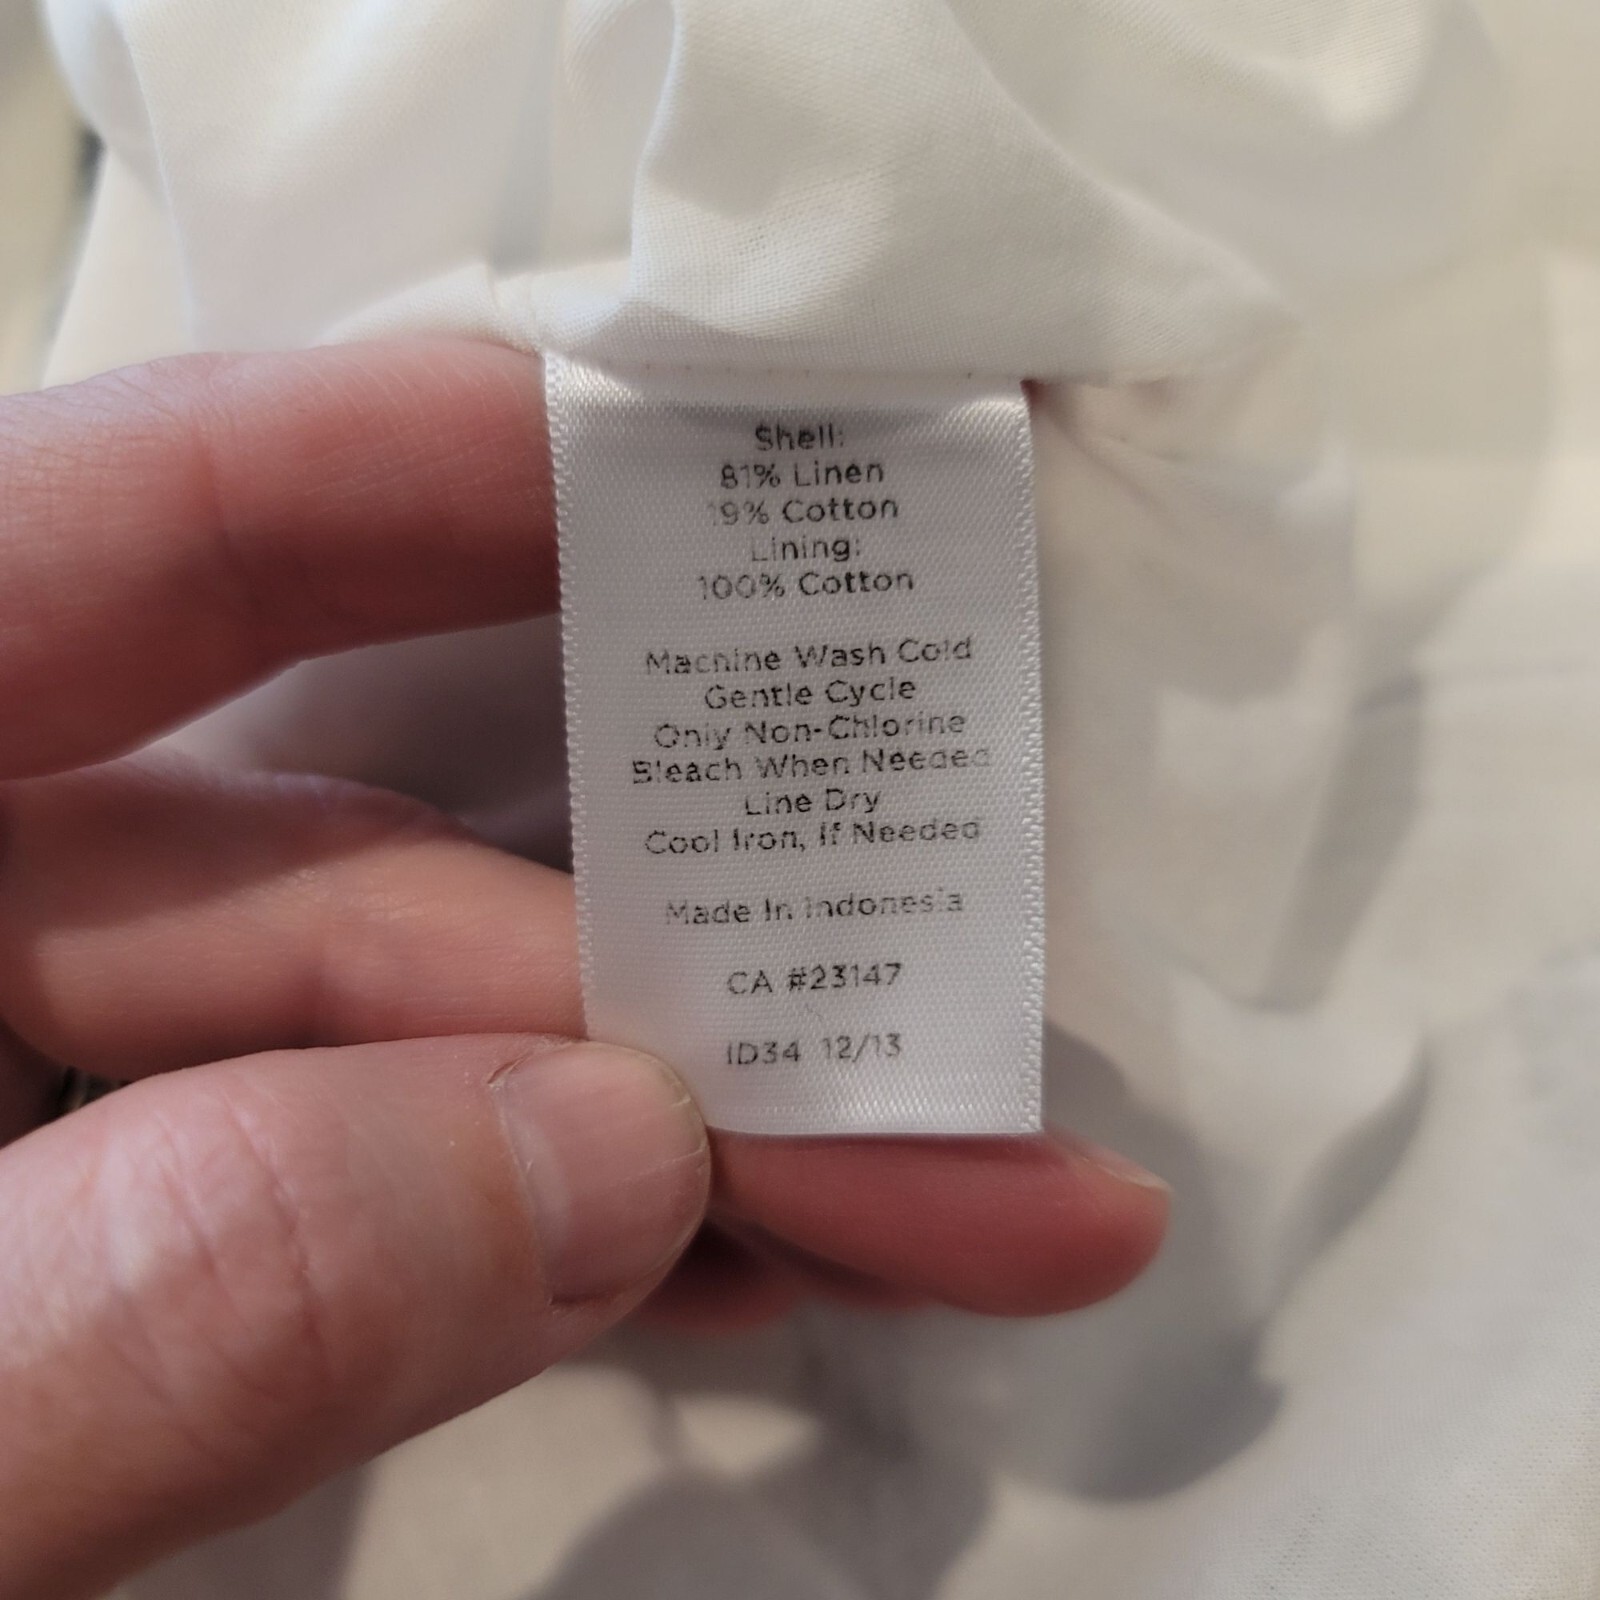 Shell:
81% Linen
19% Cotton
Lining:
100% Cotton
Machine Wash Cold
Gentle Cycle
Only Non-Chlorine
Bleach When Needed
Line Dry
Cool Iron, If Needed
Made In Indonesia
CA #23147
ID34 12/13